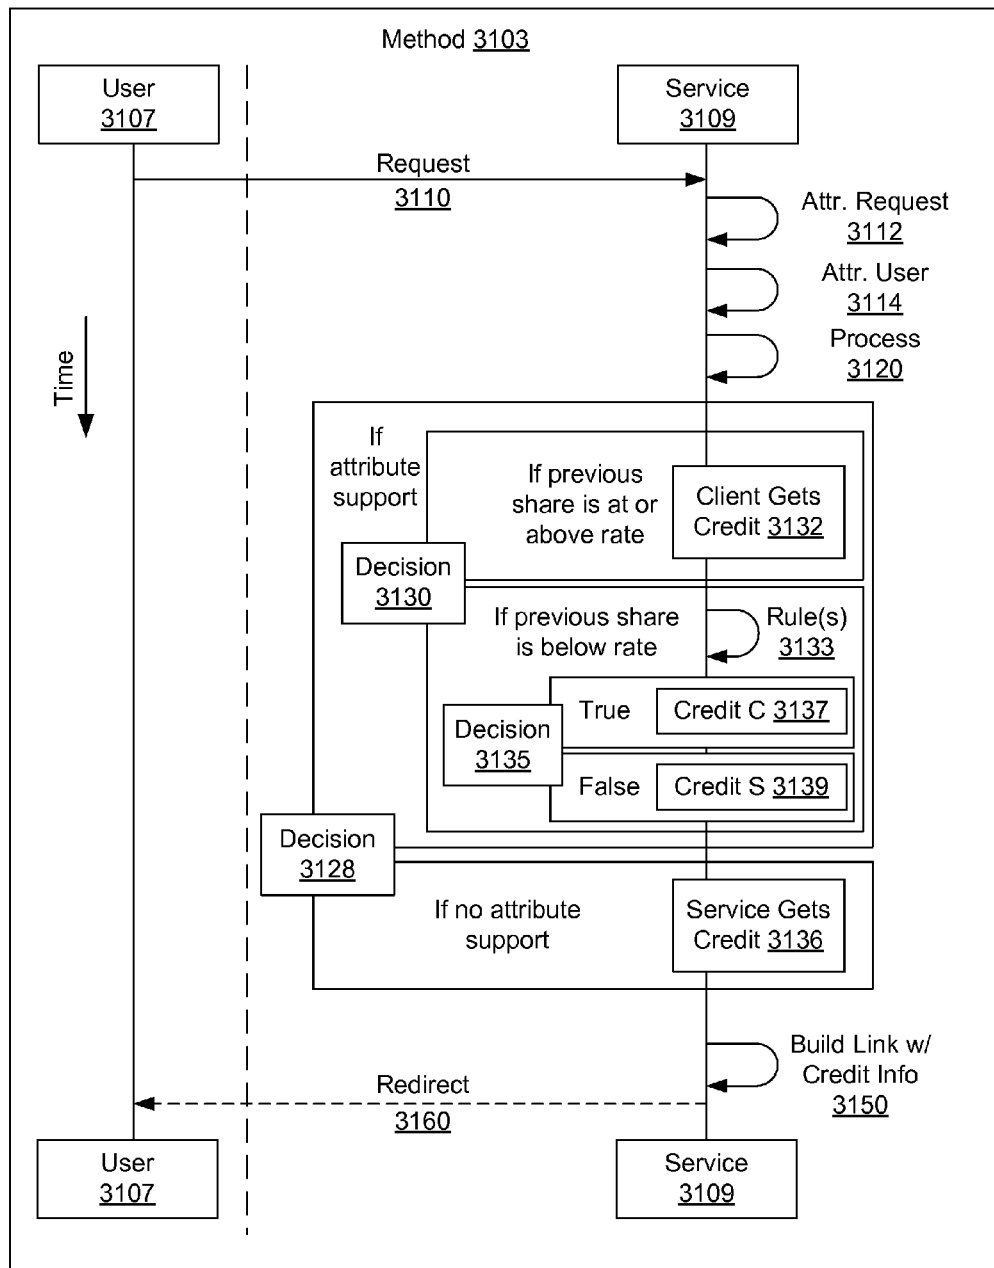 Method 3103
User
3107
Service
3109
Request
3110
Attr. Request
3112
Attr. User
3114
Process
3120
Time
If
attribute
support
If previous
share is at or
above rate
Client Gets
Credit 3132
Decision
3130
If previous share
is below rate
Rule(s)
3133
True
Credit C 3137
Decision
3135
False
Credit S 3139
Decision
3128
If no attribute
support
Service Gets
Credit 3136
Build Link w/
Credit Info
3150
Redirect
3160
User
3107
Service
3109